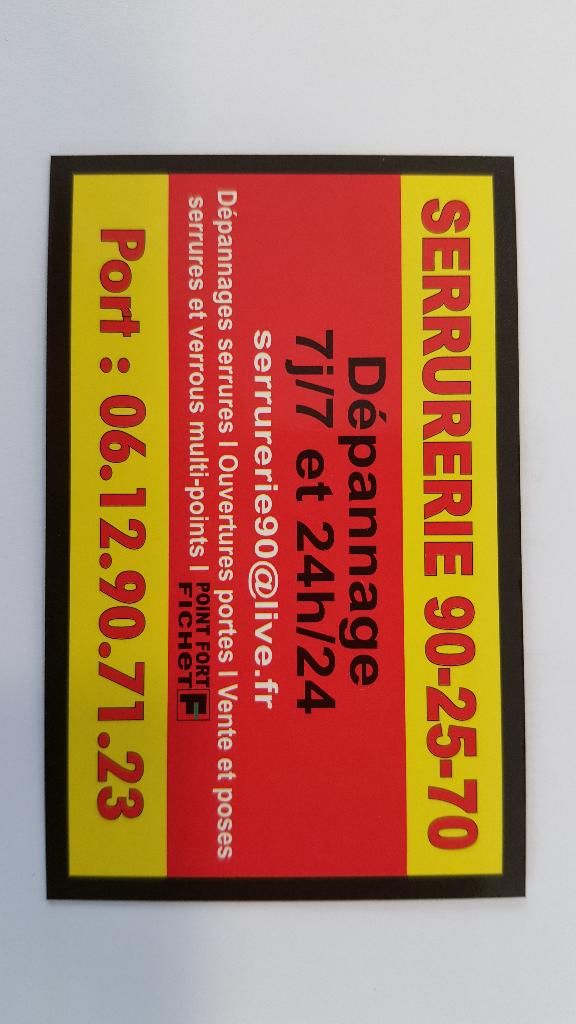 SERRURERIE 90-25-70
Dépannage
7j/7 et 24h/24
serrurerie90@live.fr
Dépannages serrures I Ouvertures portes I Vente et poses
serrures et verrous multi-points I POINT FORT
FICHET F
Port : 06.12.90.71.23